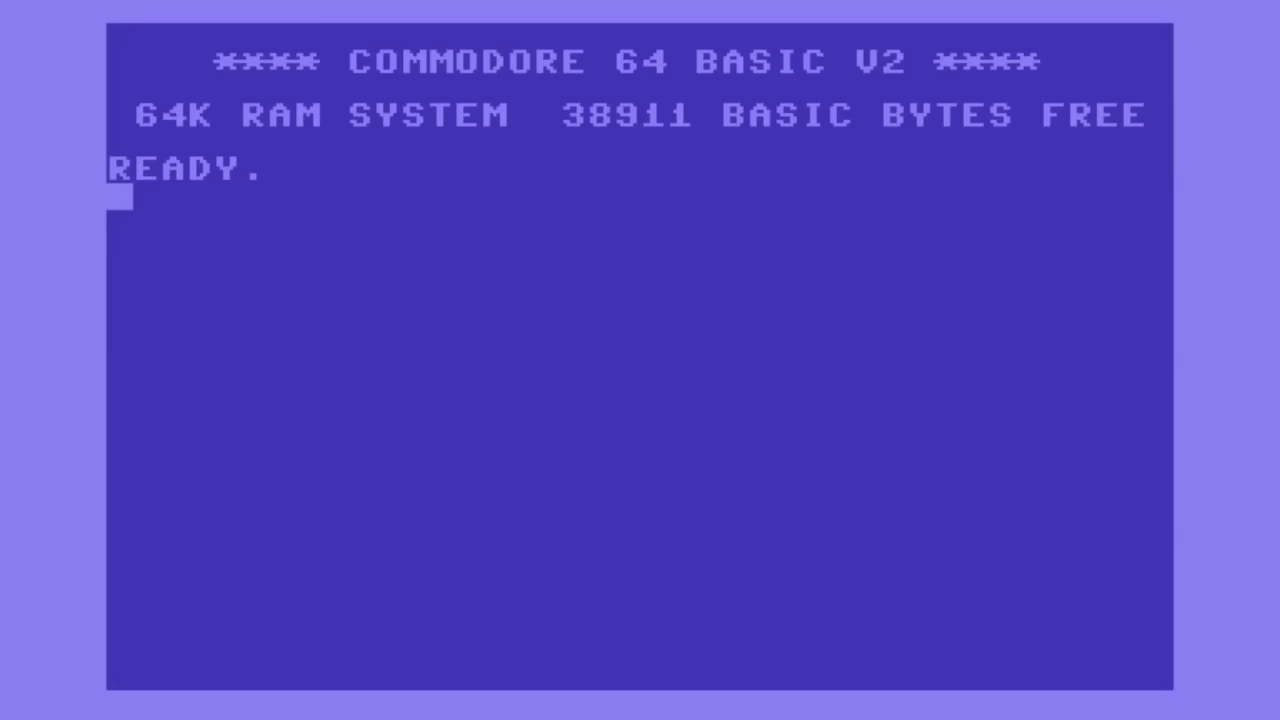 **** COMMODORE 64 BASIC V2 ****
64K RAM SYSTEM  38911 BASIC BYTES FREE
READY.